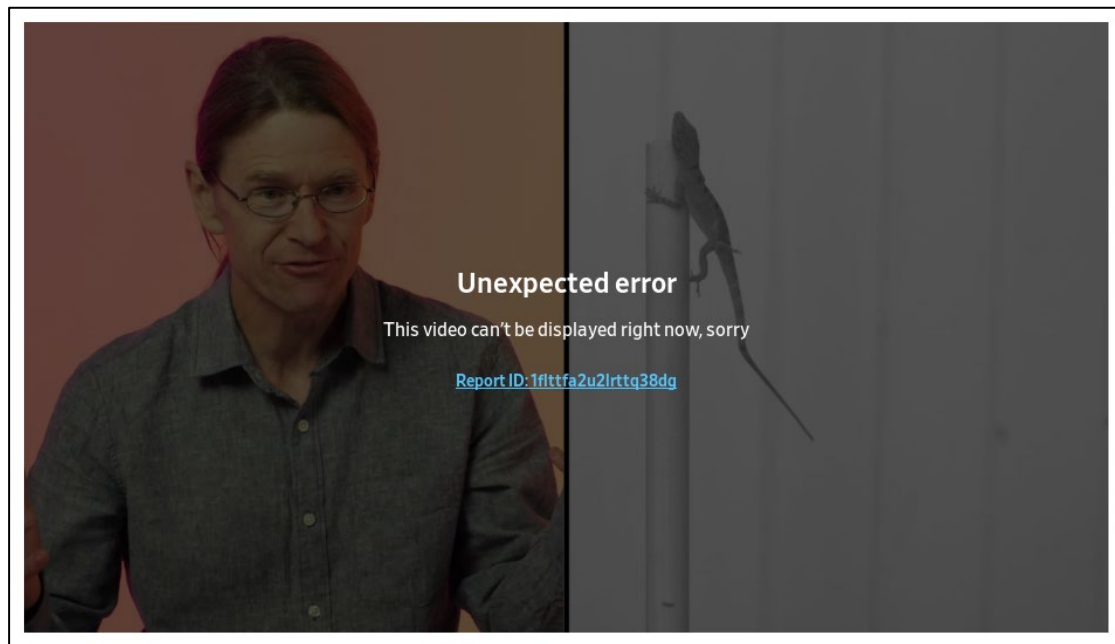 Unexpected error
This video can't be displayed right now, sorry
Report ID: 1flttfa2u2lrttq38dg